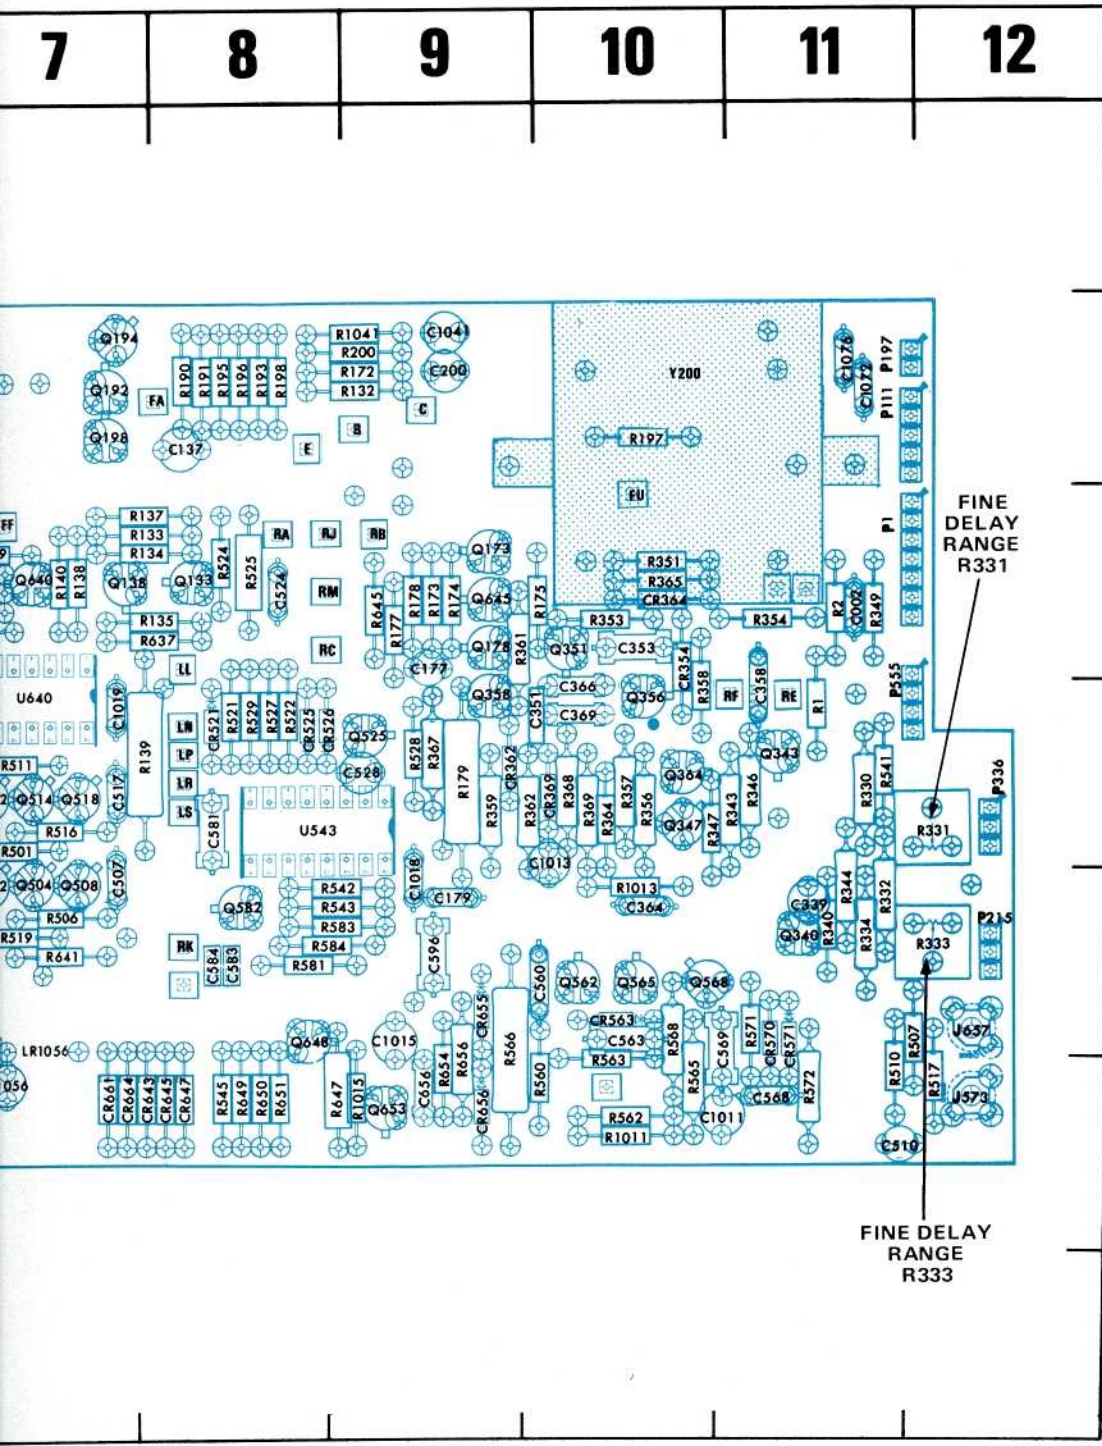 7 8 9 10 11 12
Q194
R1041
C1041
R200
R172
C200
R132
Q192
FA
R190
R191
R195
R196
R193
R198
C
B
E
Q198
C137
Y200
R197
EU
C1076
C1072
P197
P111
P1
P555
FINE
DELAY
RANGE
R331
FF
R137
R133
R134
RA
RJ
RB
Q173
R351
R365
CR364
Q640
R140
R138
Q138
Q133
R524
R525
C524
RM
R645
R177
R178
R173
R174
Q645
R175
R135
R637
RC
Q178
R361
R353
R354
R2
C002
R349
Q351
C353
CR354
R358
LL
C177
U640
C1019
R139
CR521
R521
R529
R527
R522
CR525
CR526
LN
LP
LR
LS
Q358
C351
C366
C369
Q356
RF
C358
RE
R1
Q525
C528
R528
R367
R179
R359
CR362
R362
CR369
R368
R369
R364
R357
R356
Q364
Q347
R347
R343
R346
Q343
R330
R541
P336
R331
R511
Q514
Q518
C517
R516
R501
C581
U543
Q504
Q508
C507
R506
R519
R641
Q582
R542
R543
R583
R584
R581
C1018
C179
C1013
R1013
C364
C339
Q340
R340
R344
R334
R332
R333
P215
RK
C584
C583
C596
C560
Q562
Q565
Q568
LR1056
Q648
C1015
R654
R656
CR655
R566
CR563
C563
R563
R568
C569
R571
CR570
CR571
R507
J657
CR661
CR664
CR643
CR645
CR647
R545
R649
R650
R651
R647
R1015
Q653
C656
CR656
R560
R565
R572
C568
R510
R517
J573
R562
R1011
C1011
C510
FINE DELAY
RANGE
R333